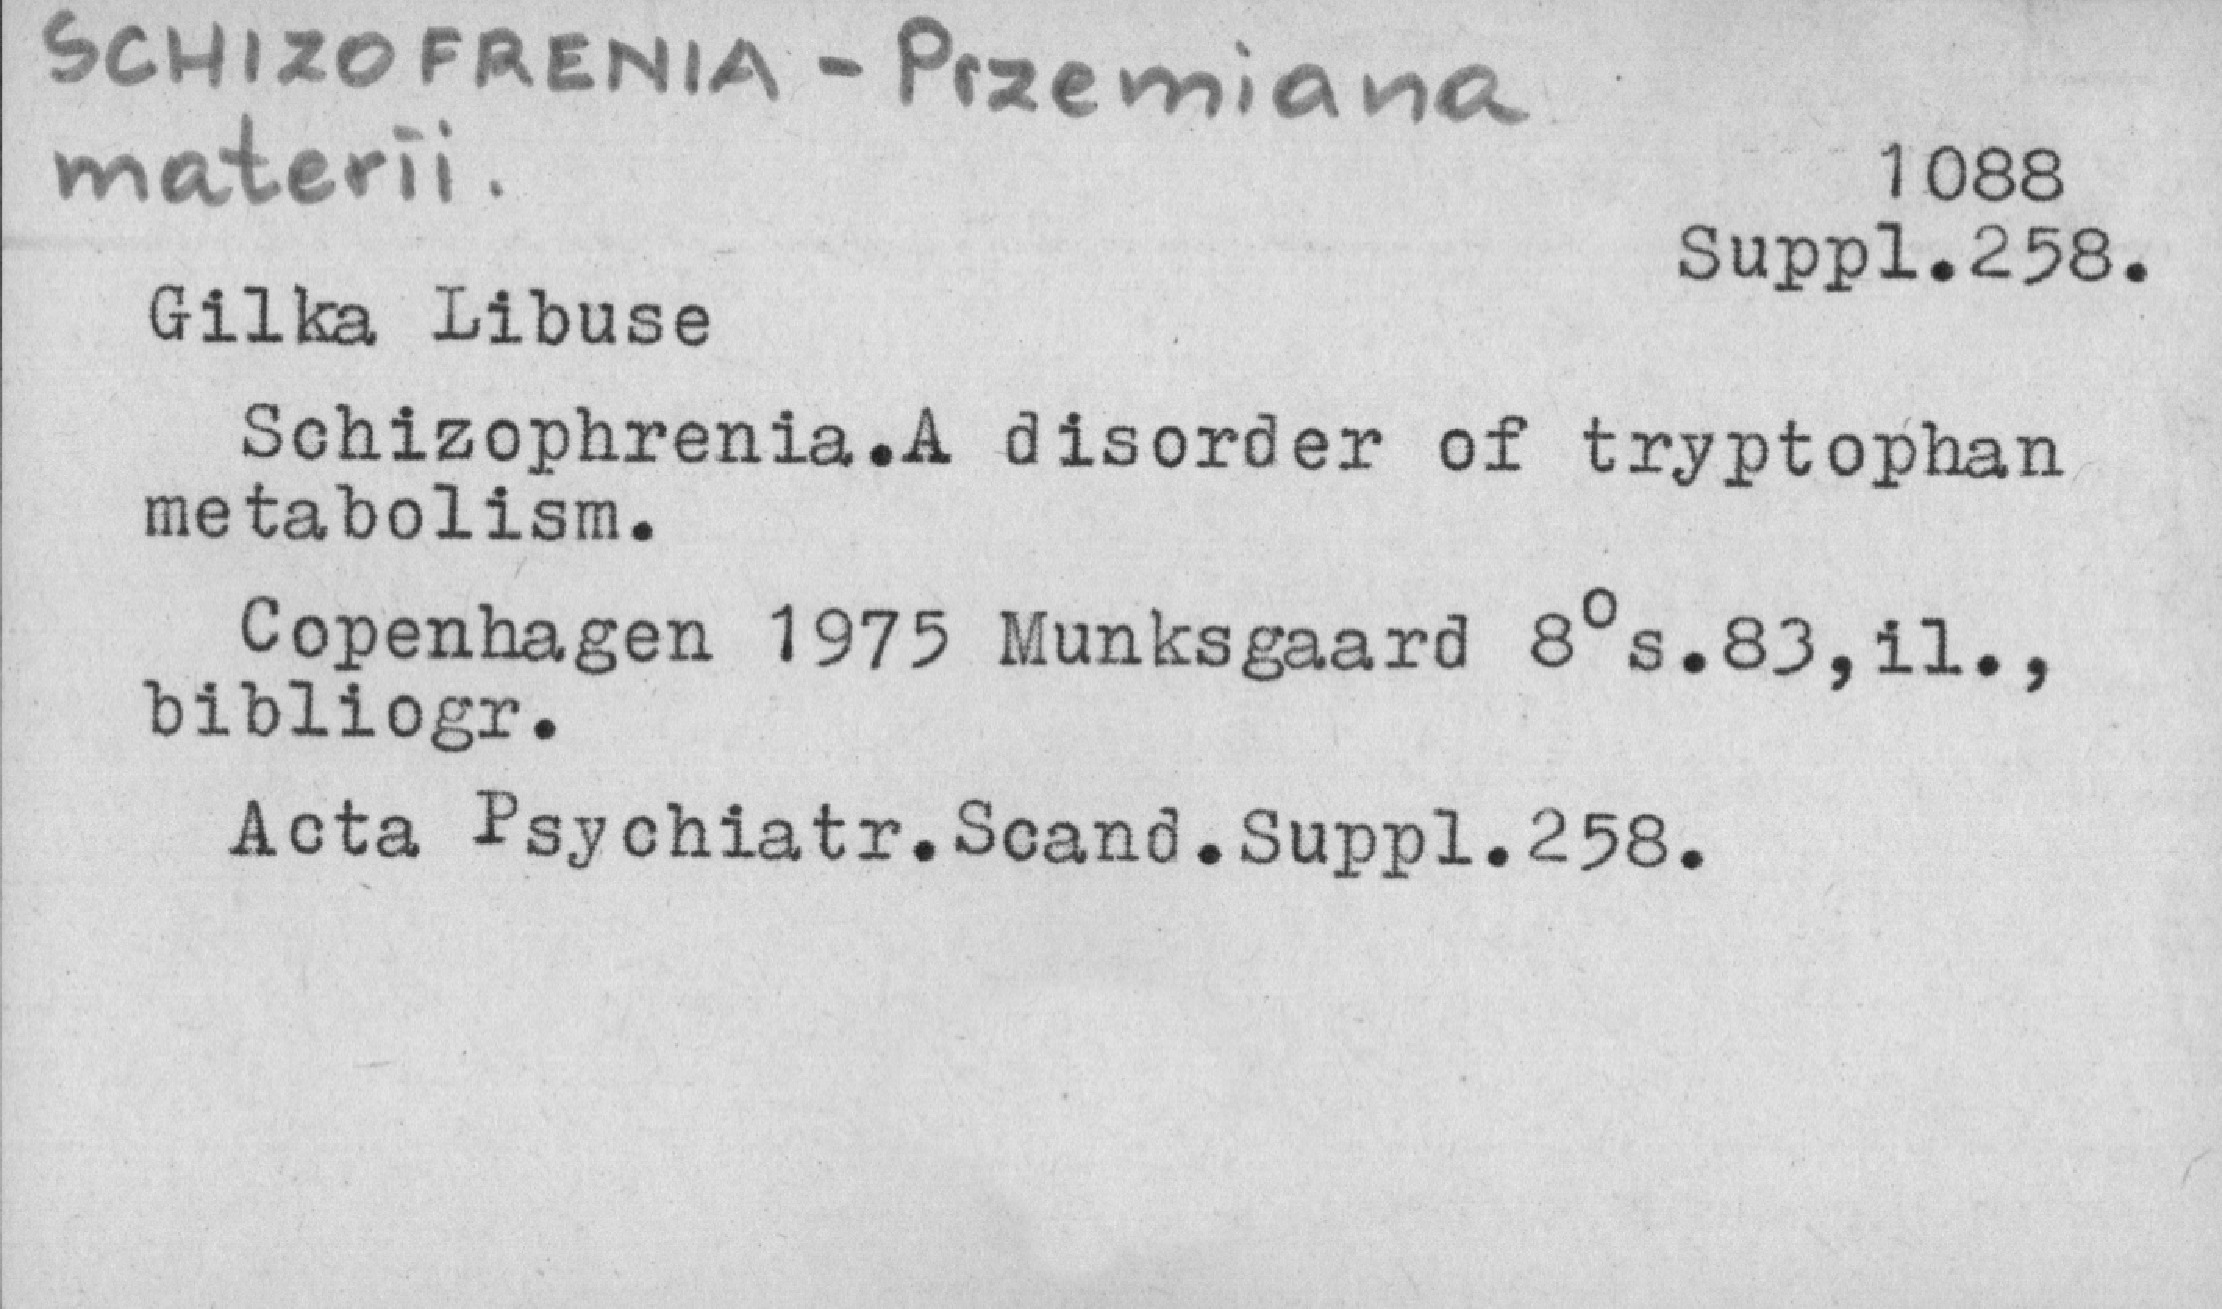 SCHIZOFRENIA - Przemiana
materii.
1088
Suppl.258.
Gilka Libuse
Schizophrenia.A disorder of tryptophan
metabolism.
Copenhagen 1975 Munksgaard 8°s.83,il.,
bibliogr.
Acta Psychiatr.Scand.Suppl.258.